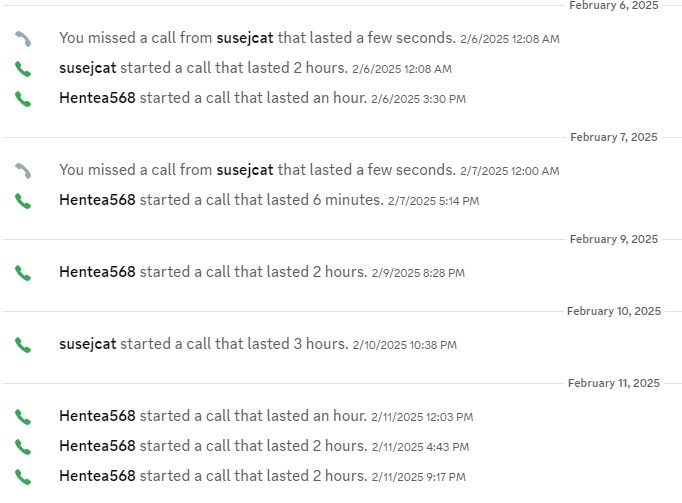 February 6, 2025
You missed a call from susejcat that lasted a few seconds. 2/6/2025 12:08 AM
susejcat started a call that lasted 2 hours. 2/6/2025 12:08 AM
Hentea568 started a call that lasted an hour. 2/6/2025 3:30 PM
February 7, 2025
You missed a call from susejcat that lasted a few seconds. 2/7/2025 12:00 AM
Hentea568 started a call that lasted 6 minutes. 2/7/2025 5:14 PM
February 9, 2025
Hentea568 started a call that lasted 2 hours. 2/9/2025 8:28 PM
February 10, 2025
susejcat started a call that lasted 3 hours. 2/10/2025 10:38 PM
February 11, 2025
Hentea568 started a call that lasted an hour. 2/11/2025 12:03 PM
Hentea568 started a call that lasted 2 hours. 2/11/2025 4:43 PM
Hentea568 started a call that lasted 2 hours. 2/11/2025 9:17 PM